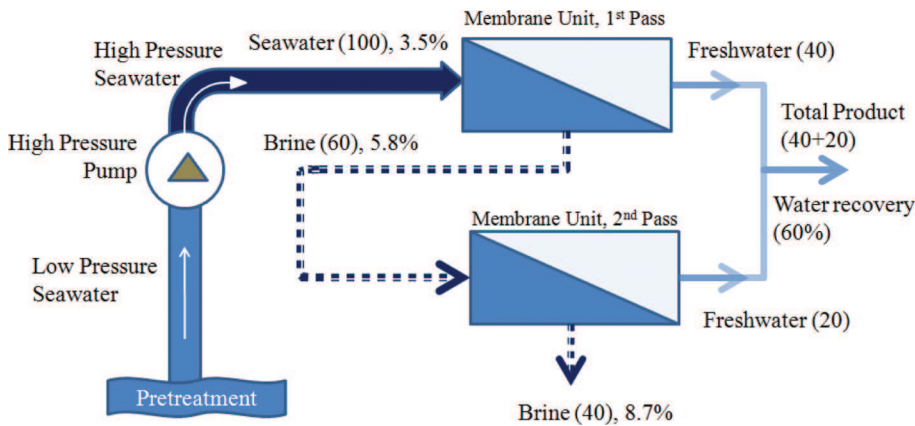 Membrane Unit, 1st Pass
High Pressure
Seawater
Seawater (100), 3.5%
Freshwater (40)
Total Product
(40+20)
High Pressure
Pump
Brine (60), 5.8%
Water recovery
(60%)
Membrane Unit, 2nd Pass
Low Pressure
Seawater
Freshwater (20)
Pretreatment
Brine (40), 8.7%